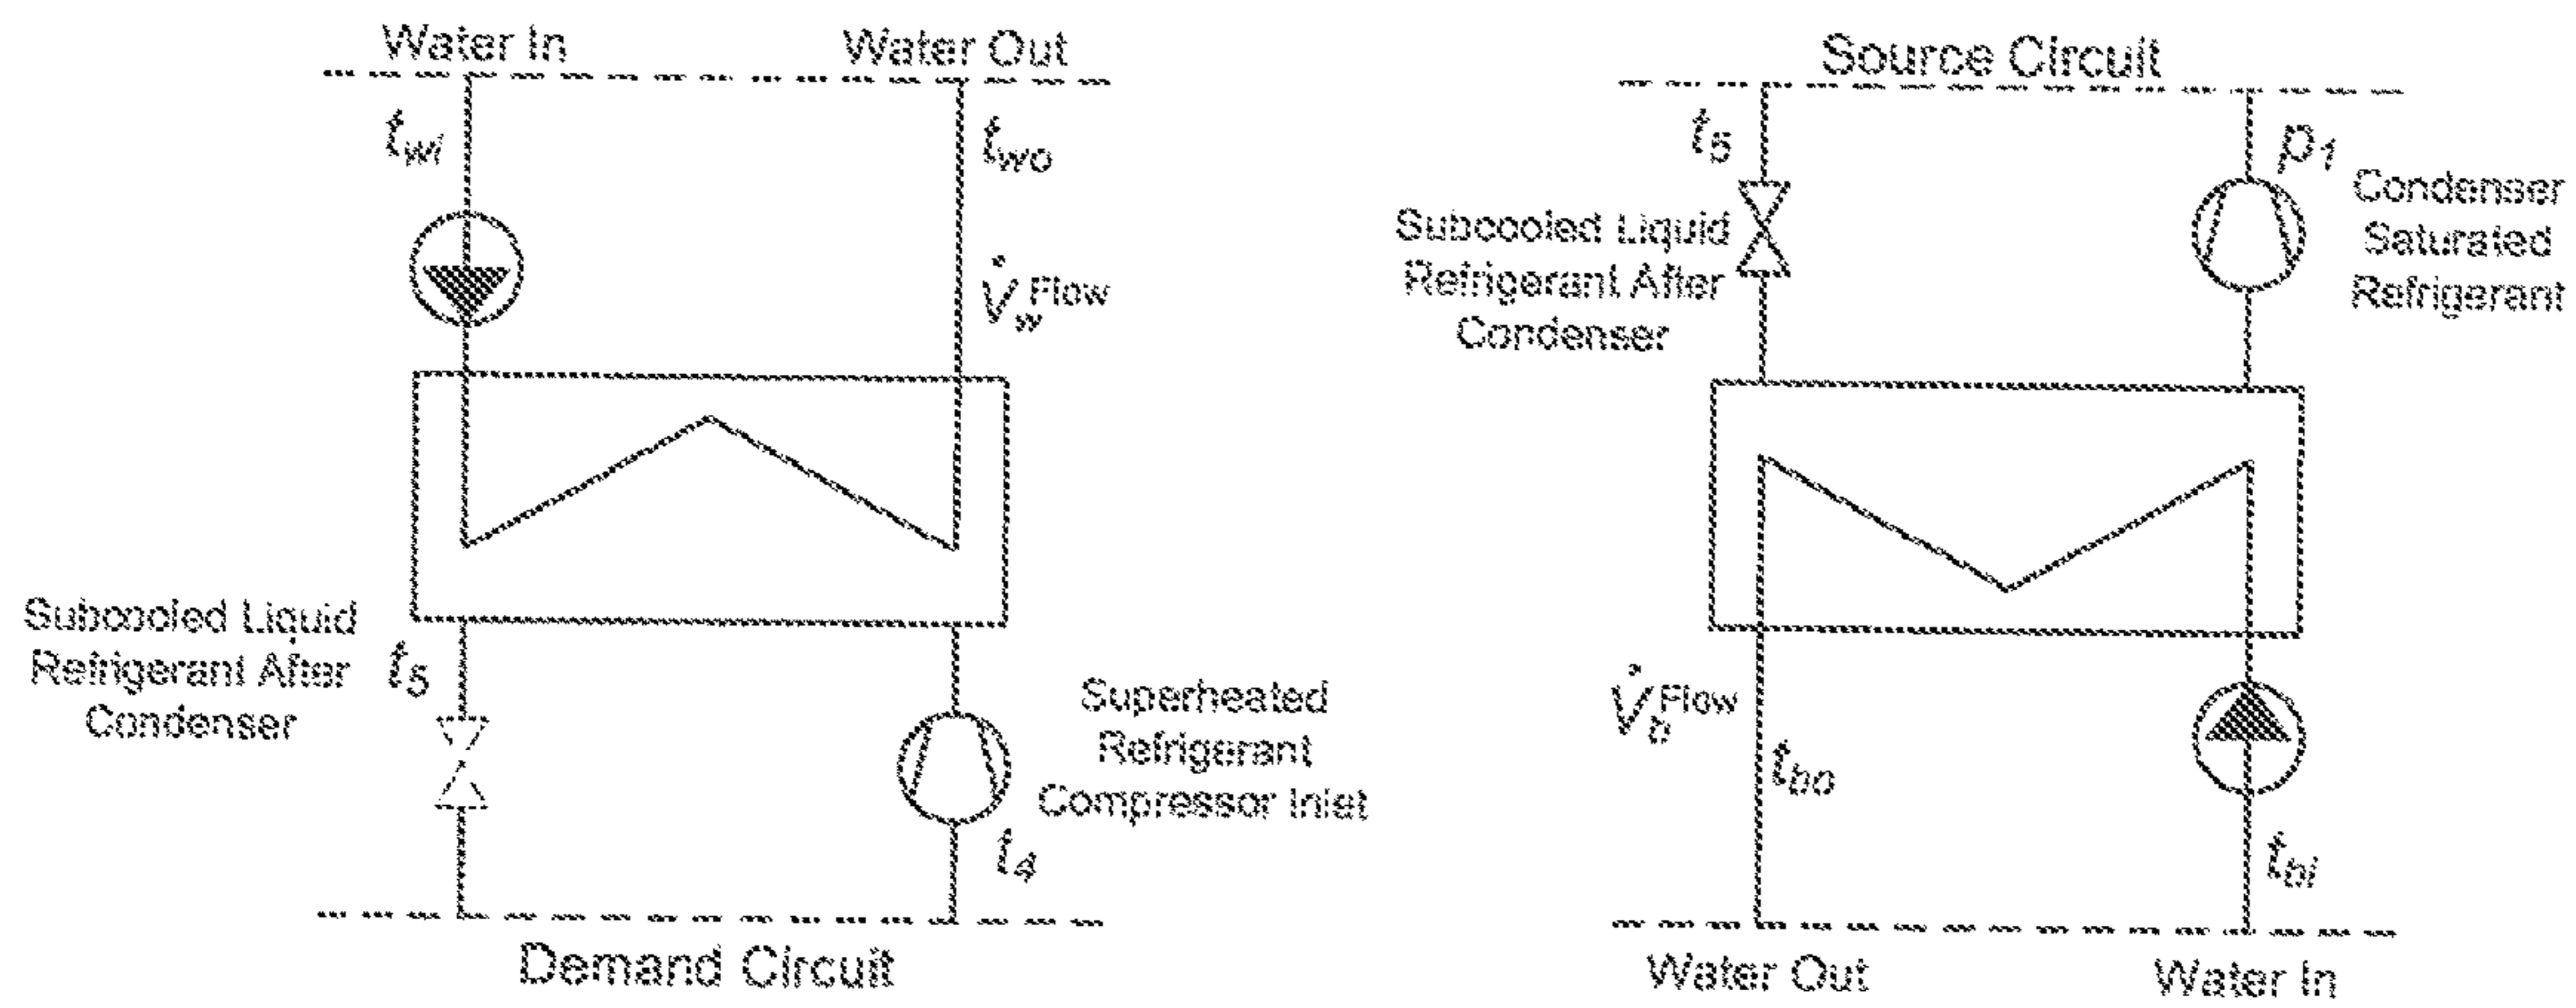 Water In
Water Out
t_wi
t_wo
V̇_w^Flow
Subcooled Liquid
Refrigerant After
Condenser
t_5
Superheated
Refrigerant
Compressor Inlet
t_4
Demand Circuit
Source Circuit
t_5
p_1
Condenser
Saturated
Refrigerant
Subcooled Liquid
Refrigerant After
Condenser
V̇_b^Flow
t_bo
t_bi
Water Out
Water In